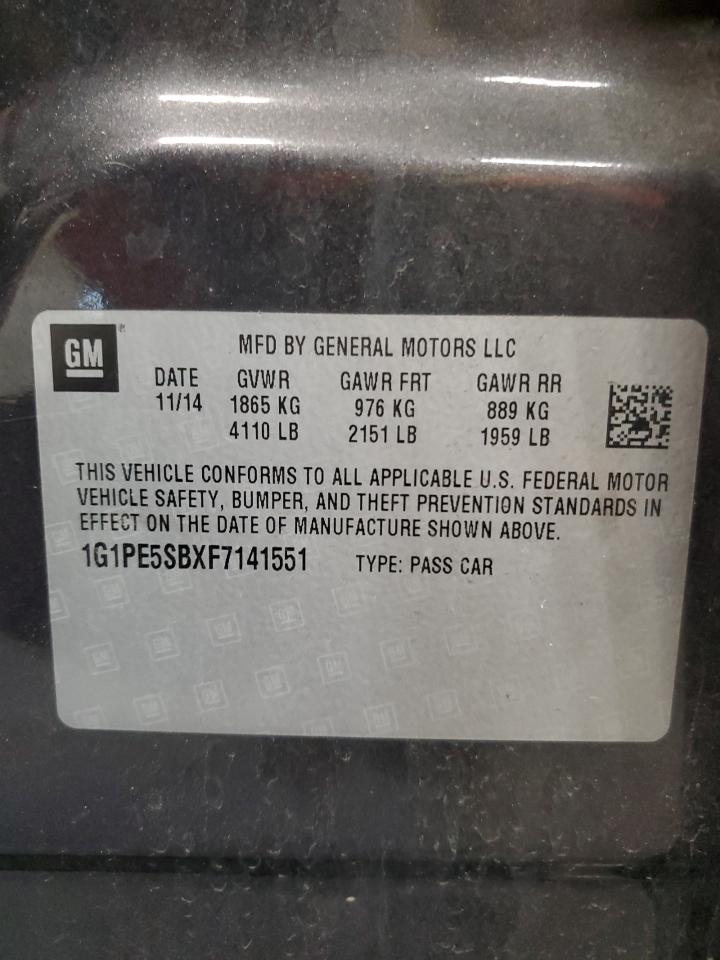 GM
MFD BY GENERAL MOTORS LLC
DATE GVWR GAWR FRT GAWR RR
11/14 1865 KG 976 KG 889 KG
4110 LB 2151 LB 1959 LB
THIS VEHICLE CONFORMS TO ALL APPLICABLE U.S. FEDERAL MOTOR
VEHICLE SAFETY, BUMPER, AND THEFT PREVENTION STANDARDS IN
EFFECT ON THE DATE OF MANUFACTURE SHOWN ABOVE.
1G1PE5SBXF7141551 TYPE: PASS CAR